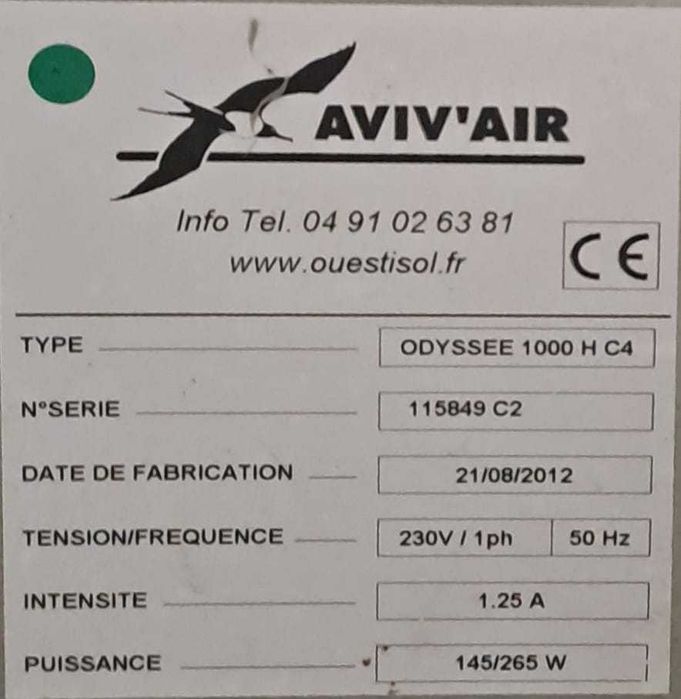 AVIV'AIR
Info Tel. 04 91 02 63 81
www.ouestisol.fr
CE
TYPE ODYSSEE 1000 H C4
N°SERIE 115849 C2
DATE DE FABRICATION 21/08/2012
TENSION/FREQUENCE 230V / 1ph 50 Hz
INTENSITE 1.25 A
PUISSANCE 145/265 W